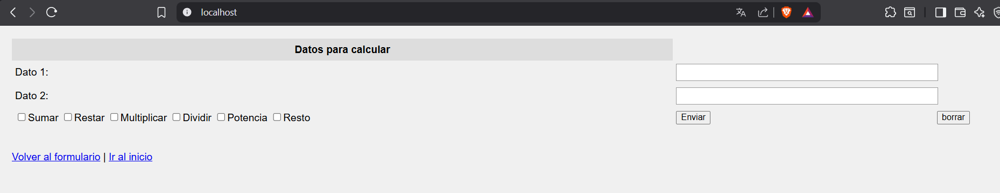 localhost
Datos para calcular
Dato 1:
Dato 2:
Sumar Restar Multiplicar Dividir Potencia Resto Enviar borrar
Volver al formulario | Ir al inicio